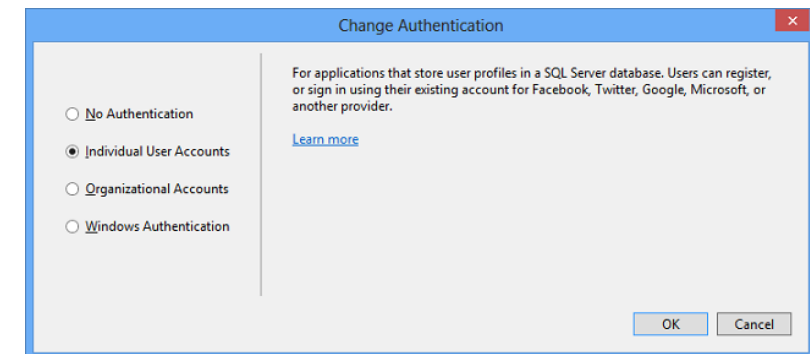 Change Authentication
For applications that store user profiles in a SQL Server database. Users can register,
or sign in using their existing account for Facebook, Twitter, Google, Microsoft, or
another provider.
Learn more
No Authentication
Individual User Accounts
Organizational Accounts
Windows Authentication
OK
Cancel